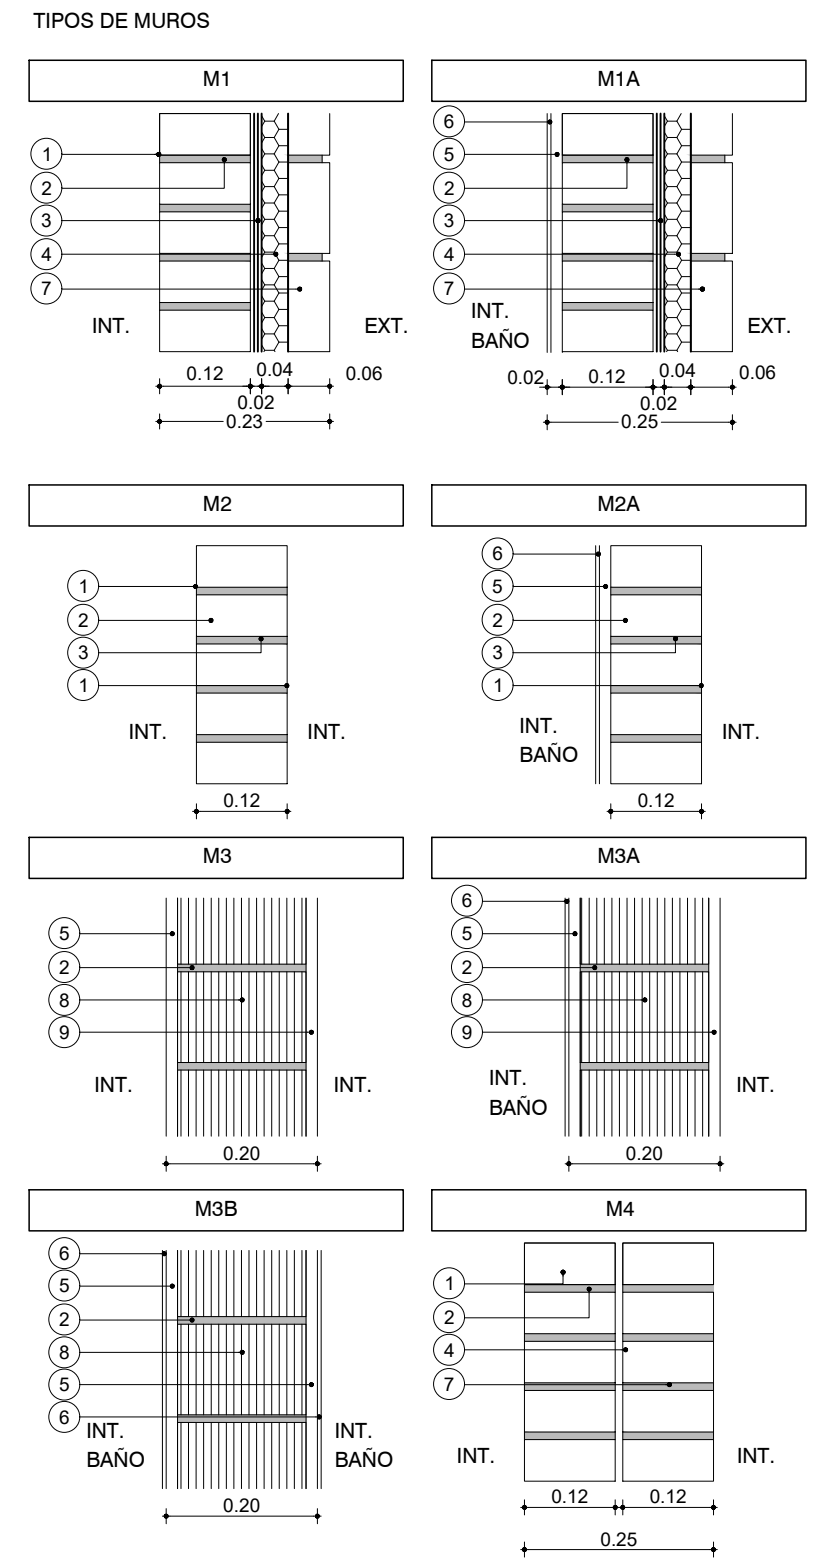 TIPOS DE MUROS
M1
1
2
3
4
7
INT.
EXT.
0.12
0.04
0.06
0.02
0.23
M1A
6
5
2
3
4
7
INT.
BAÑO
EXT.
0.02
0.12
0.04
0.06
0.02
0.25
M2
1
2
3
1
INT.
INT.
0.12
M2A
6
5
2
3
1
INT.
BAÑO
INT.
0.12
M3
5
2
8
9
INT.
INT.
0.20
M3A
6
5
2
8
9
INT.
BAÑO
INT.
0.20
M3B
6
5
2
8
5
6
INT.
BAÑO
INT.
BAÑO
0.20
M4
1
2
4
7
INT.
INT.
0.12
0.12
0.25